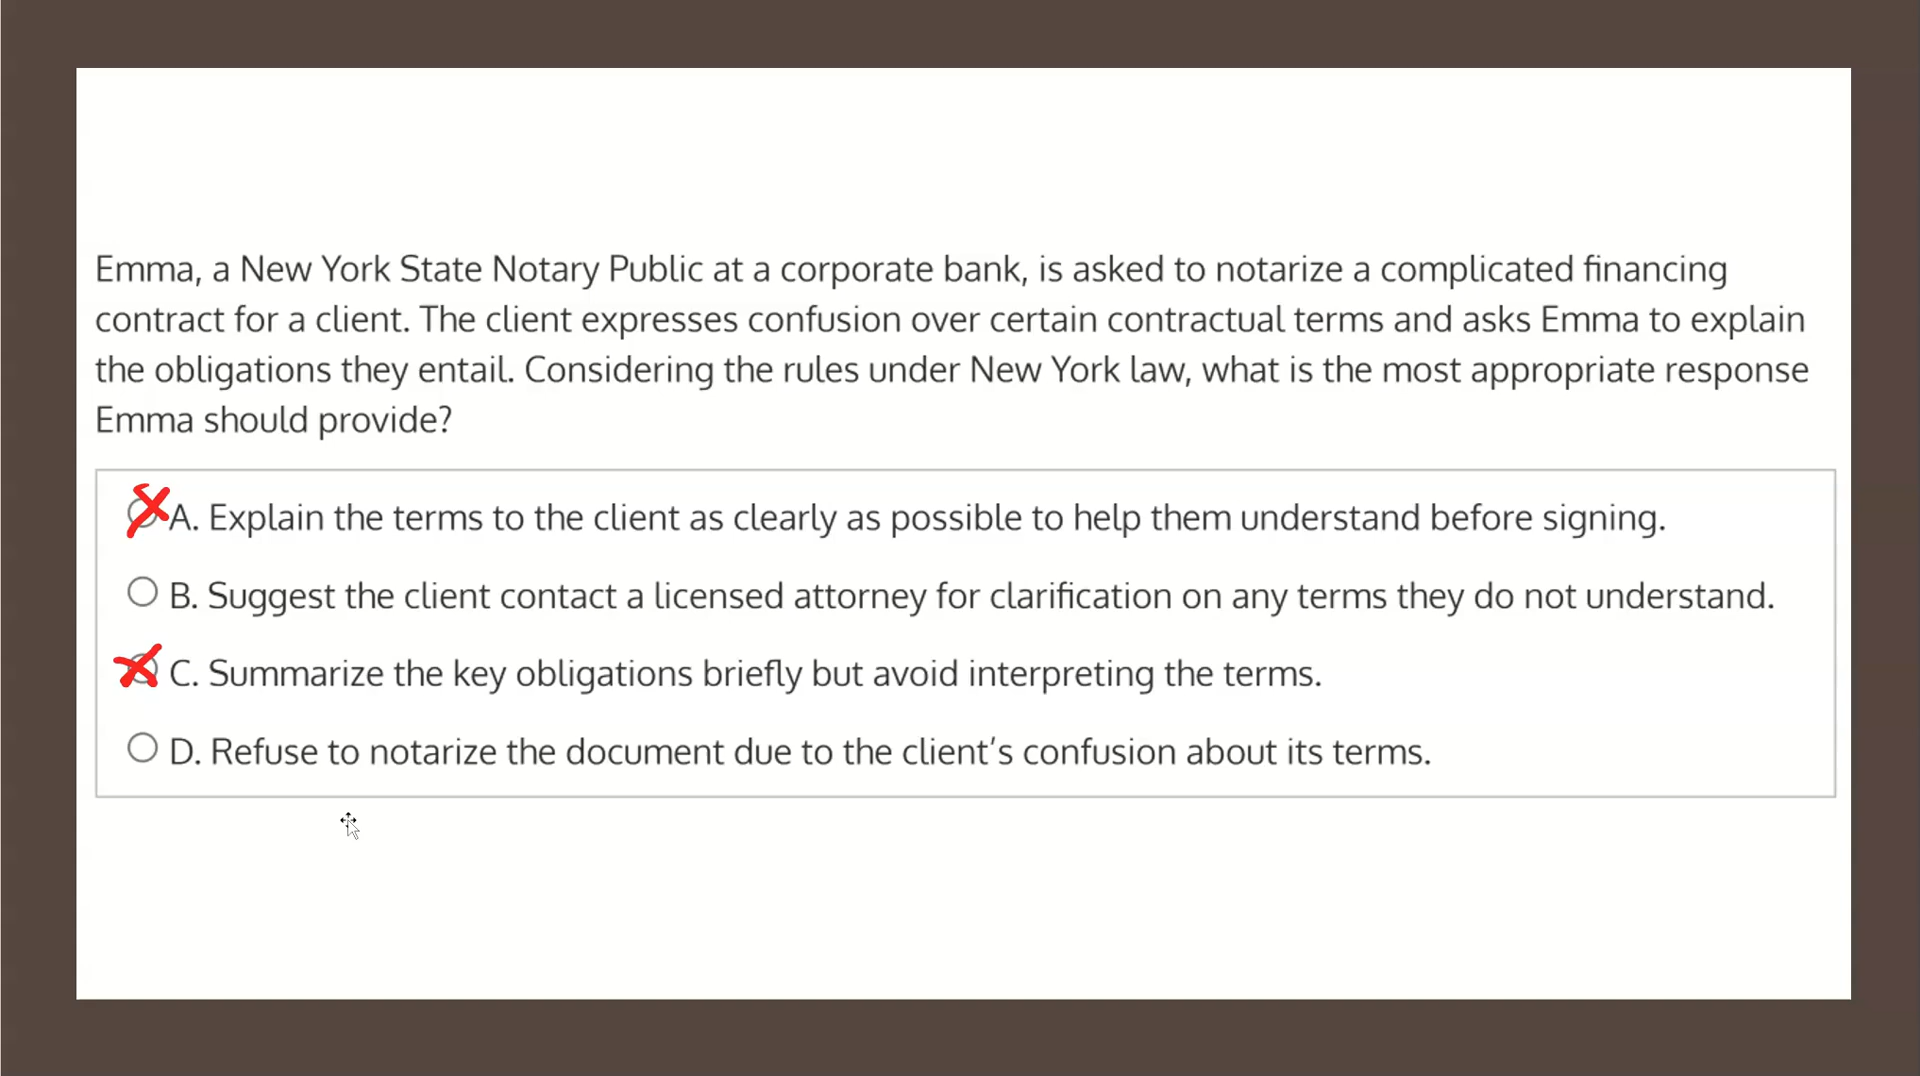 Emma, a New York State Notary Public at a corporate bank, is asked to notarize a complicated financing
contract for a client. The client expresses confusion over certain contractual terms and asks Emma to explain
the obligations they entail. Considering the rules under New York law, what is the most appropriate response
Emma should provide?
A. Explain the terms to the client as clearly as possible to help them understand before signing.
B. Suggest the client contact a licensed attorney for clarification on any terms they do not understand.
C. Summarize the key obligations briefly but avoid interpreting the terms.
D. Refuse to notarize the document due to the client’s confusion about its terms.